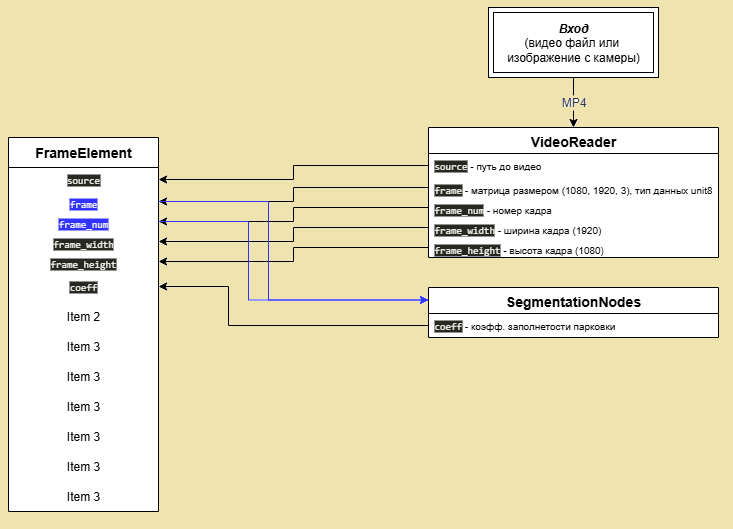 Вход
(видео файл или
изображение с камеры)
MP4
VideoReader
source - путь до видео
frame - матрица размером (1080, 1920, 3), тип данных unit8
frame_num - номер кадра
frame_width - ширина кадра (1920)
frame_height - высота кадра (1080)
SegmentationNodes
coeff - коэфф. заполнетости парковки
FrameElement
source
frame
frame_num
frame_width
frame_height
coeff
Item 2
Item 3
Item 3
Item 3
Item 3
Item 3
Item 3